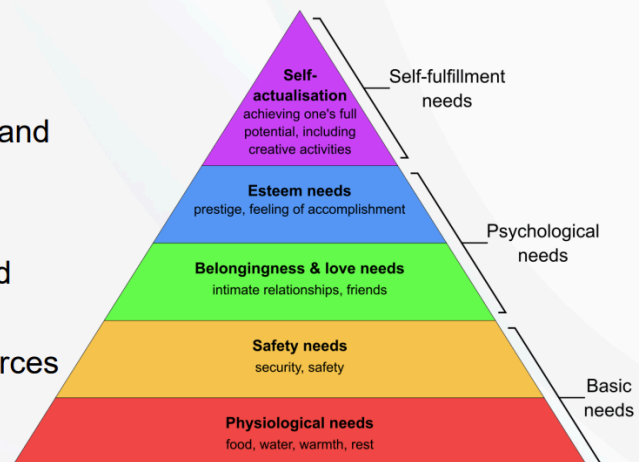 and
d
rces
Self-
actualisation
achieving one's full
potential, including
creative activities
Self-fulfillment
needs
Esteem needs
prestige, feeling of accomplishment
Psychological
needs
Belongingness & love needs
intimate relationships, friends
Safety needs
security, safety
Basic
needs
Physiological needs
food, water, warmth, rest